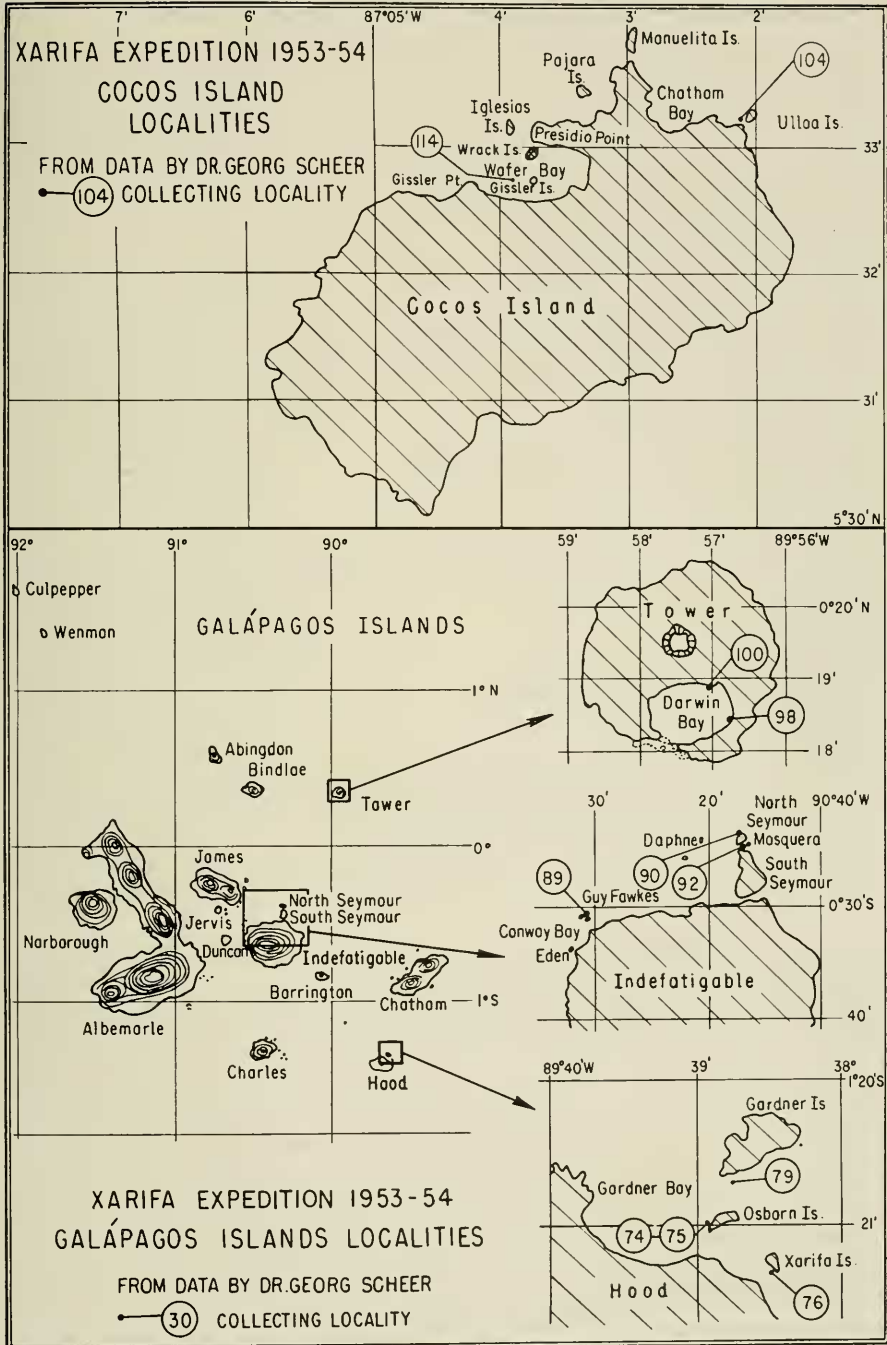 7'
6'
87°05'W
4'
3'
2'
XARIFA EXPEDITION 1953-54
COCOS ISLAND
LOCALITIES
FROM DATA BY DR. GEORG SCHEER
104 COLLECTING LOCALITY
Manuelita Is.
Pajara
Is.
104
Chatham
Bay
Iglesias
Is.
Ulloa Is.
Presidio Point
114
Wrack Is.
33'
Wafer Bay
Gissler Pt.
Gissler Is.
32'
Cocos Island
31'
5°30'N
92°
91°
90°
Culpepper
Wenman
GALÁPAGOS ISLANDS
1°N
Abingdon
Bindlae
Tower
0°
James
North Seymour
South Seymour
Jervis
Narborough
Duncan
Indefatigable
Barrington
Chatham
1°S
Albemarle
Charles
Hood
59'
58'
57'
89°56'W
Tower
0°20'N
100
19'
Darwin
Bay
98
18'
30'
20'
90°40'W
North
Seymour
Daphne
Mosquera
90
92
South
Seymour
89
Guy Fawkes
0°30'S
Conway Bay
Eden
Indefatigable
40'
89°40'W
39'
38°
1°20'S
Gardner Is
79
Gardner Bay
Osborn Is.
74
75
21'
Xarifa Is.
Hood
76
XARIFA EXPEDITION 1953-54
GALÁPAGOS ISLANDS LOCALITIES
FROM DATA BY DR. GEORG SCHEER
30 COLLECTING LOCALITY